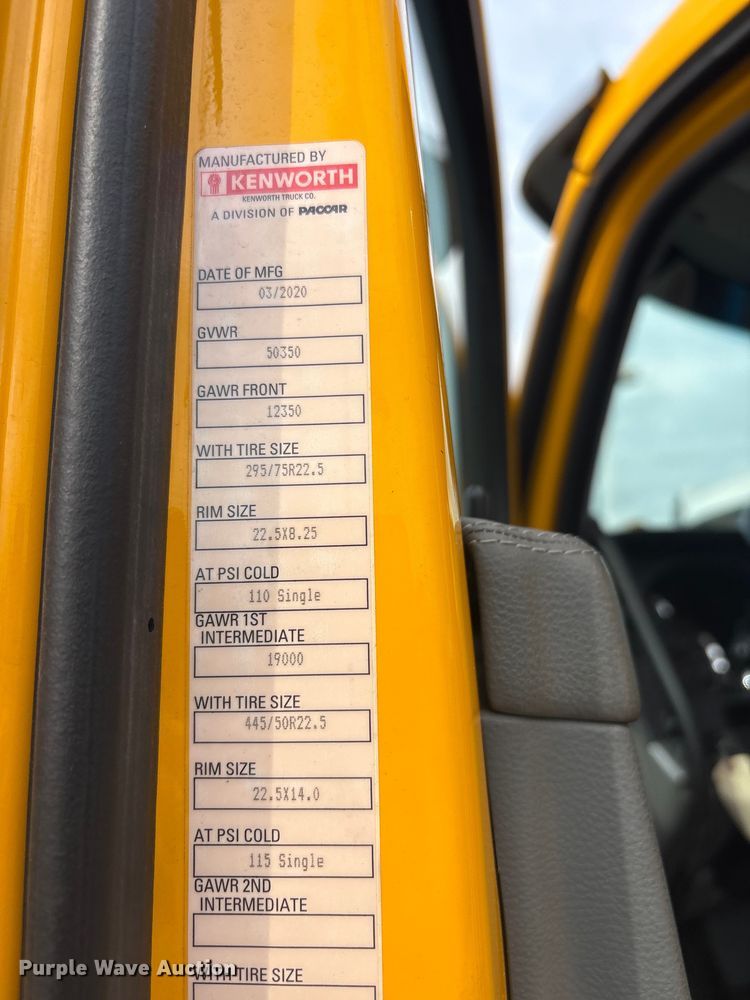 MANUFACTURED BY
KENWORTH
KENWORTH TRUCK CO.
A DIVISION OF PACCAR
DATE OF MFG
03/2020
GVWR
50350
GAWR FRONT
12350
WITH TIRE SIZE
295/75R22.5
RIM SIZE
22.5X8.25
AT PSI COLD
110 Single
GAWR 1ST
INTERMEDIATE
19000
WITH TIRE SIZE
445/50R22.5
RIM SIZE
22.5X14.0
AT PSI COLD
115 Single
GAWR 2ND
INTERMEDIATE
WITH TIRE SIZE
Purple Wave Auction